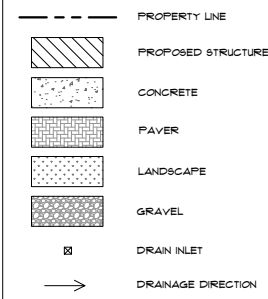 PROPERTY LINE
PROPOSED STRUCTURE
CONCRETE
PAVER
LANDSCAPE
GRAVEL
DRAIN INLET
DRAINAGE DIRECTION